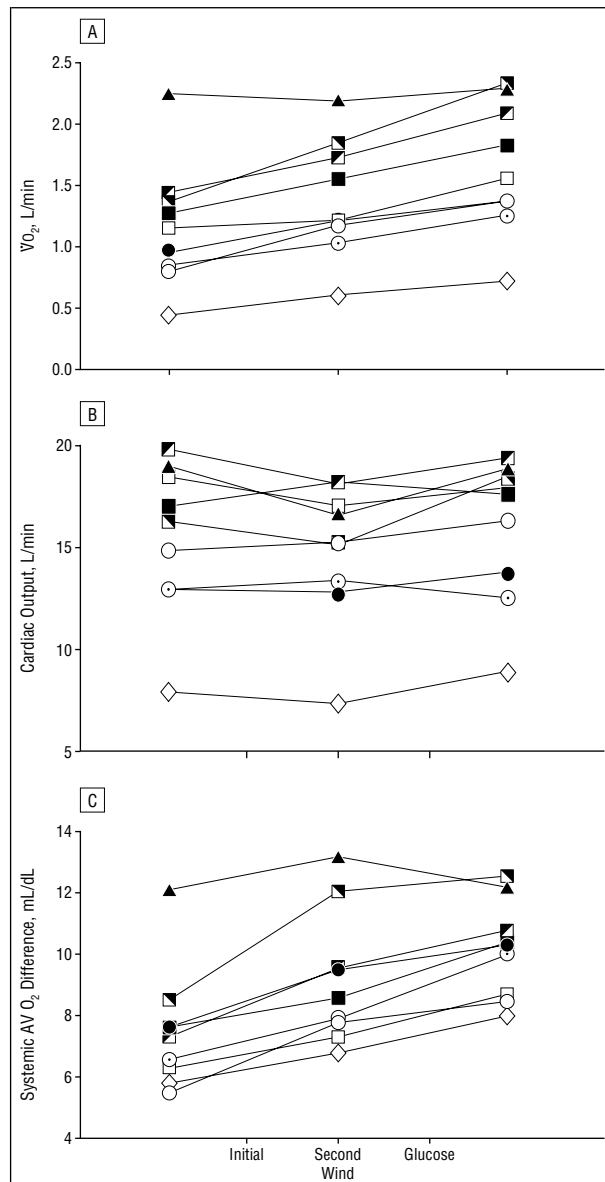 A
2.5
2.0
1.5
1.0
0.5
0.0
V̇O₂, L/min
B
20
15
10
5
Cardiac Output, L/min
C
14
12
10
8
6
4
Systemic AV O₂ Difference, mL/dL
Initial Second Glucose
Wind